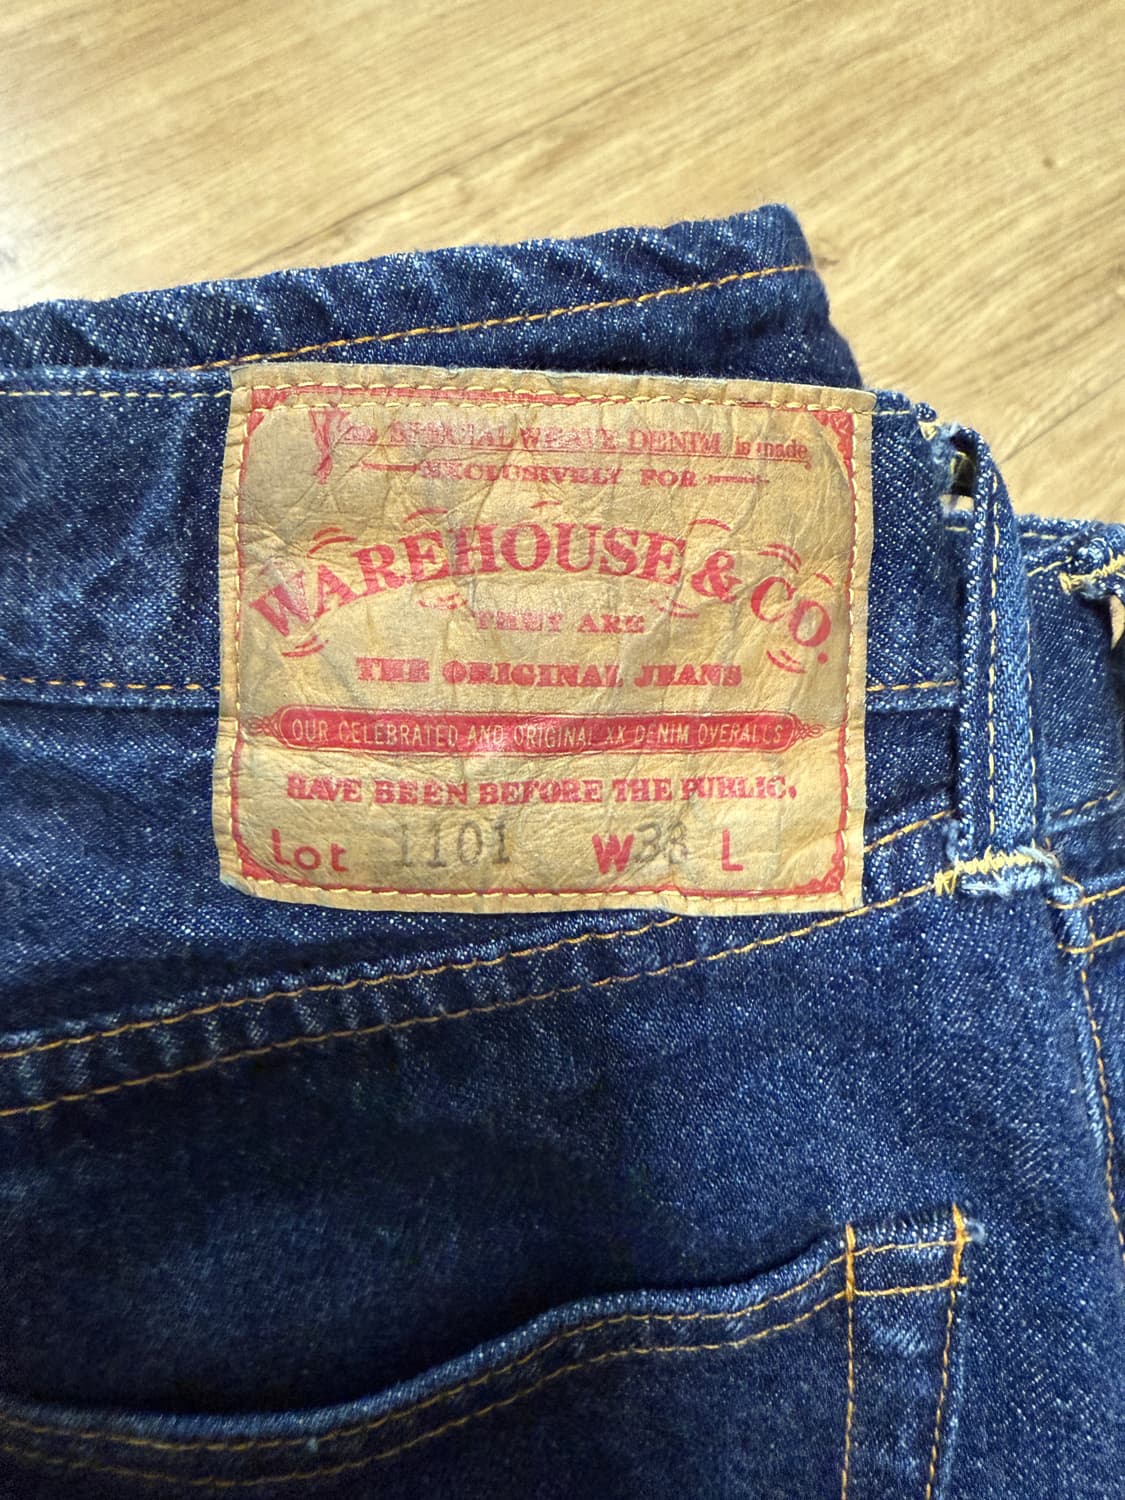 SPECIAL WEAVE DENIM is made
EXCLUSIVELY FOR
WAREHOUSE & CO.
THEY ARE
THE ORIGINAL JEANS
OUR CELEBRATED AND ORIGINAL XX DENIM OVERALLS
HAVE BEEN BEFORE THE PUBLIC.
Lot 1101 W38 L